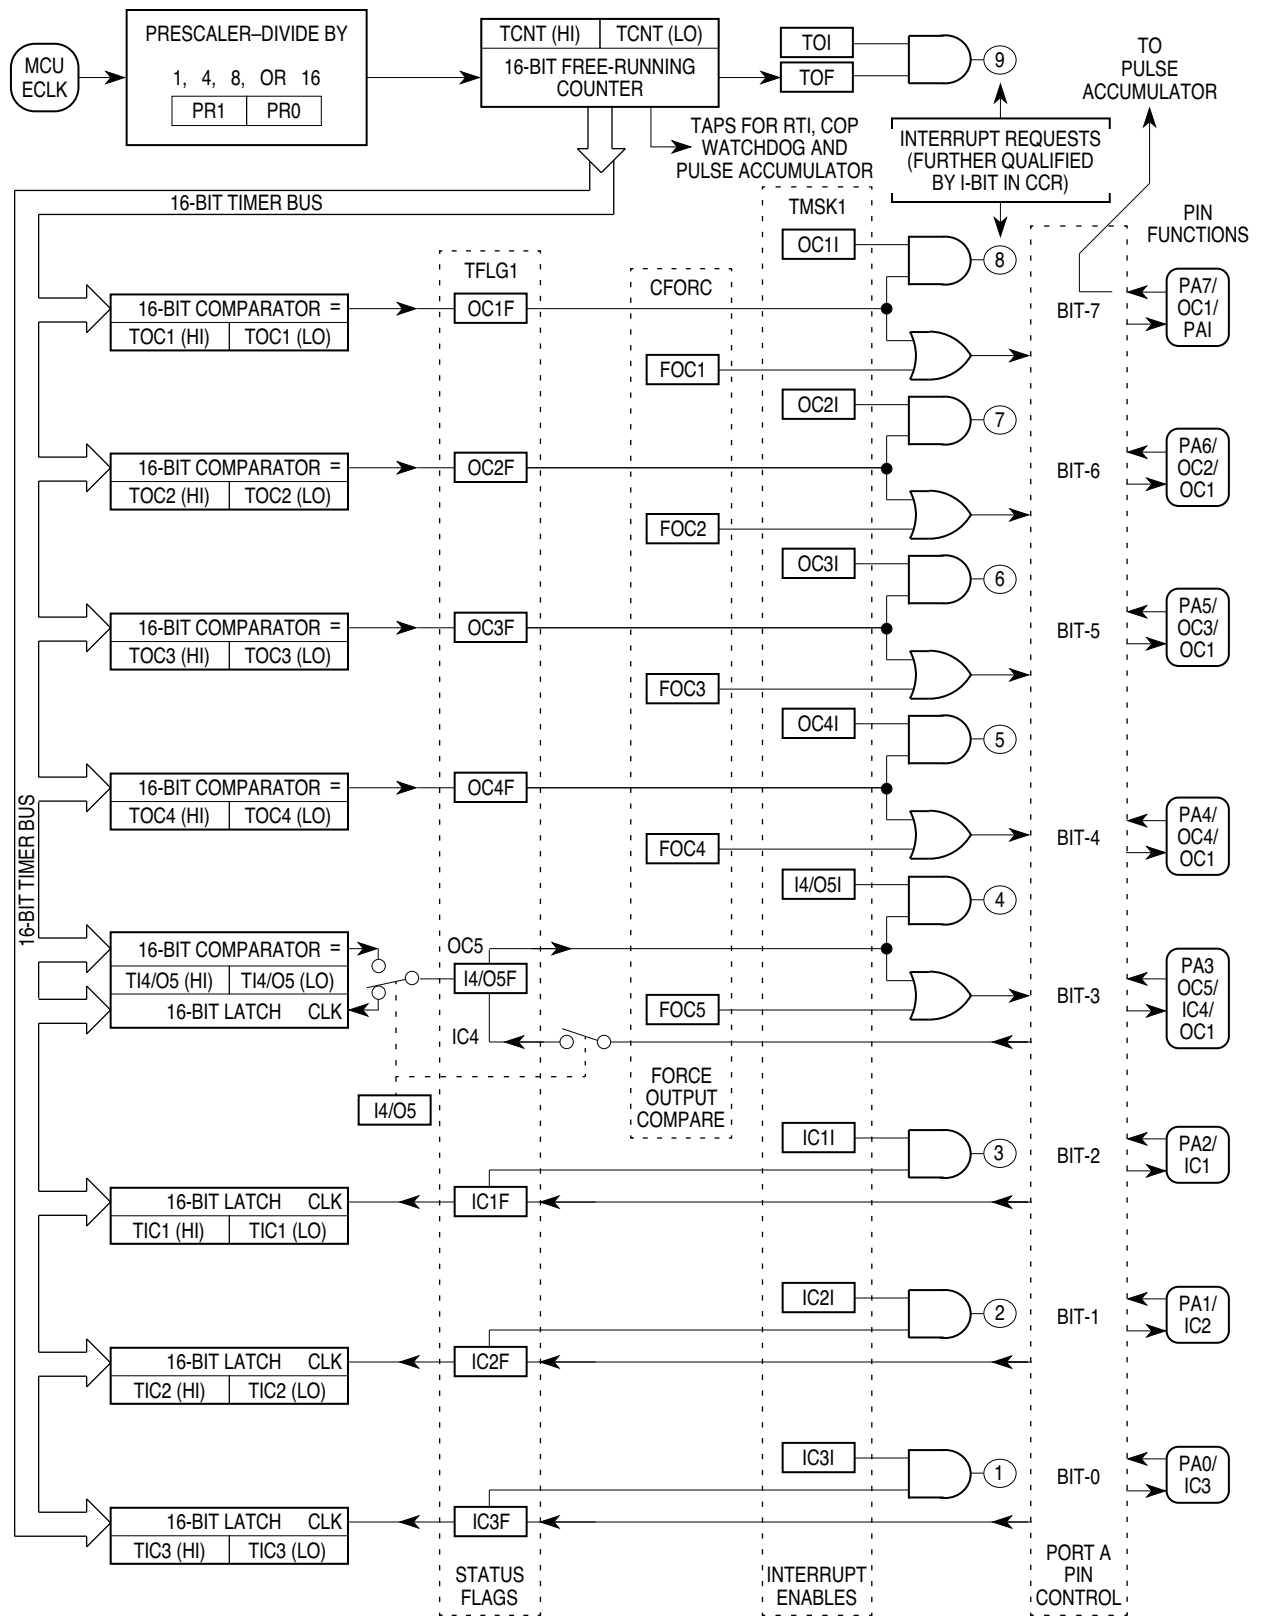 MCU
ECLK
PRESCALER–DIVIDE BY
1, 4, 8, OR 16
PR1 PR0
TCNT (HI) TCNT (LO)
16-BIT FREE-RUNNING
COUNTER
TOI
TOF
9
TO
PULSE
ACCUMULATOR
TAPS FOR RTI, COP
WATCHDOG AND
PULSE ACCUMULATOR
INTERRUPT REQUESTS
(FURTHER QUALIFIED
BY I-BIT IN CCR)
16-BIT TIMER BUS
16-BIT TIMER BUS
TFLG1
CFORC
TMSK1
PIN
FUNCTIONS
OC1I
8
16-BIT COMPARATOR =
TOC1 (HI) TOC1 (LO)
OC1F
FOC1
BIT-7
PA7/
OC1/
PAI
OC2I
7
16-BIT COMPARATOR =
TOC2 (HI) TOC2 (LO)
OC2F
FOC2
BIT-6
PA6/
OC2/
OC1
OC3I
6
16-BIT COMPARATOR =
TOC3 (HI) TOC3 (LO)
OC3F
FOC3
BIT-5
PA5/
OC3/
OC1
OC4I
5
16-BIT COMPARATOR =
TOC4 (HI) TOC4 (LO)
OC4F
FOC4
BIT-4
PA4/
OC4/
OC1
I4/O5I
4
16-BIT COMPARATOR =
TI4/O5 (HI) TI4/O5 (LO)
16-BIT LATCH CLK
OC5
I4/O5F
IC4
FOC5
BIT-3
PA3
OC5/
IC4/
OC1
I4/O5
FORCE
OUTPUT
COMPARE
IC1I
3
16-BIT LATCH CLK
TIC1 (HI) TIC1 (LO)
IC1F
BIT-2
PA2/
IC1
IC2I
2
16-BIT LATCH CLK
TIC2 (HI) TIC2 (LO)
IC2F
BIT-1
PA1/
IC2
IC3I
1
16-BIT LATCH CLK
TIC3 (HI) TIC3 (LO)
IC3F
BIT-0
PA0/
IC3
STATUS
FLAGS
INTERRUPT
ENABLES
PORT A
PIN
CONTROL